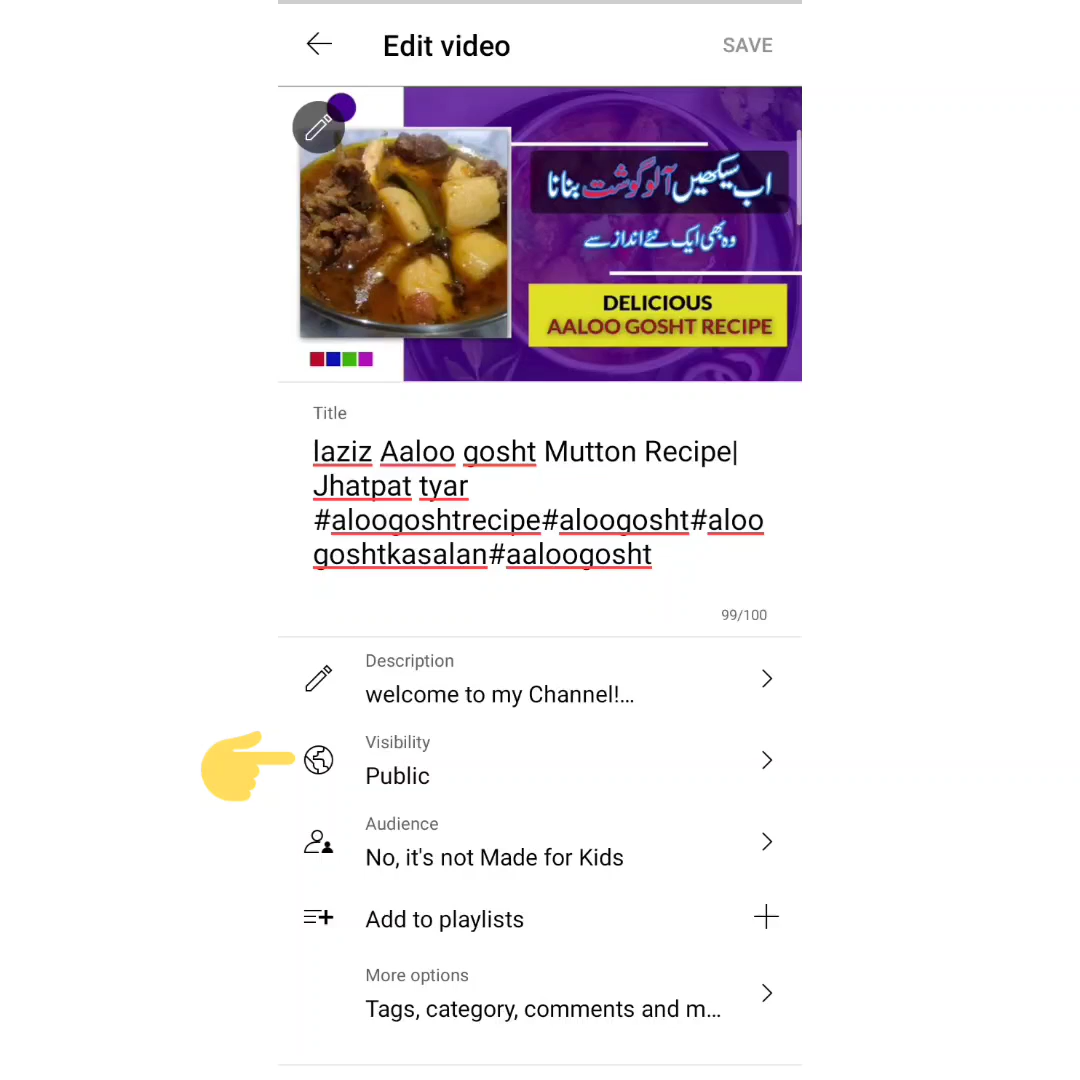 Edit video
SAVE
اب سیکھیں آلو گوشت بنانا
وہ بھی ایک نئے انداز سے
DELICIOUS
AALOO GOSHT RECIPE
Title
laziz Aaloo gosht Mutton Recipe|
Jhatpat tyar
#aloogoshtrecipe#aloogosht#aloo
goshtkasalan#aaloogosht
99/100
Description
welcome to my Channel!...
Visibility
Public
Audience
No, it's not Made for Kids
Add to playlists
More options
Tags, category, comments and m...